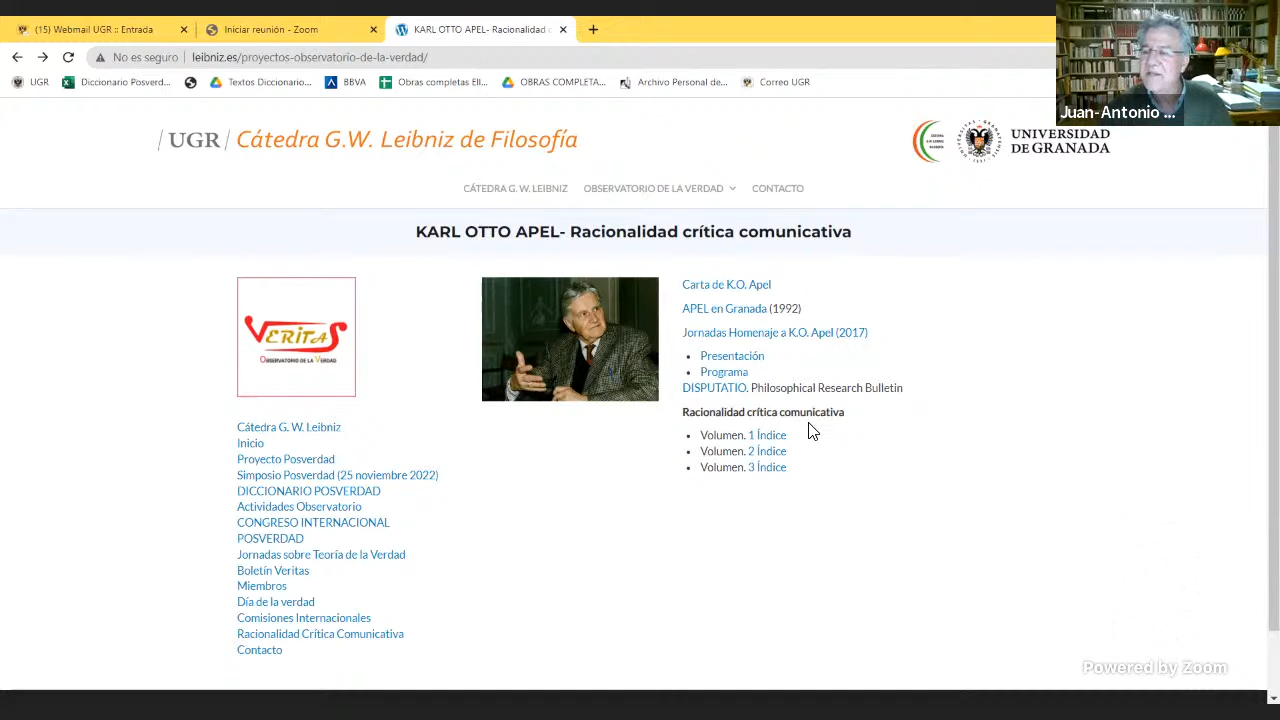 (15) Webmail UGR :: Entrada
Iniciar reunión - Zoom
KARL OTTO APEL- Racionalidad c
No es seguro
leibniz.es/proyectos-observatorio-de-la-verdad/
UGR
Diccionario Posverd...
Textos Diccionario...
BBVA
Obras completas Ell...
OBRAS COMPLETA...
Archivo Personal de...
Correo UGR
Juan-Antonio ...
/ UGR / Cátedra G.W. Leibniz de Filosofía
UNIVERSIDAD
DE GRANADA
CÁTEDRA G. W. LEIBNIZ
OBSERVATORIO DE LA VERDAD
CONTACTO
KARL OTTO APEL- Racionalidad crítica comunicativa
VERITAS
OBSERVATORIO DE LA VERDAD
Cátedra G. W. Leibniz
Inicio
Proyecto Posverdad
Simposio Posverdad (25 noviembre 2022)
DICCIONARIO POSVERDAD
Actividades Observatorio
CONGRESO INTERNACIONAL
POSVERDAD
Jornadas sobre Teoría de la Verdad
Boletín Veritas
Miembros
Día de la verdad
Comisiones Internacionales
Racionalidad Crítica Comunicativa
Contacto
Carta de K.O. Apel
APEL en Granada (1992)
Jornadas Homenaje a K.O. Apel (2017)
Presentación
Programa
DISPUTATIO. Philosophical Research Bulletin
Racionalidad crítica comunicativa
Volumen. 1 Índice
Volumen. 2 Índice
Volumen. 3 Índice
Powered by Zoom